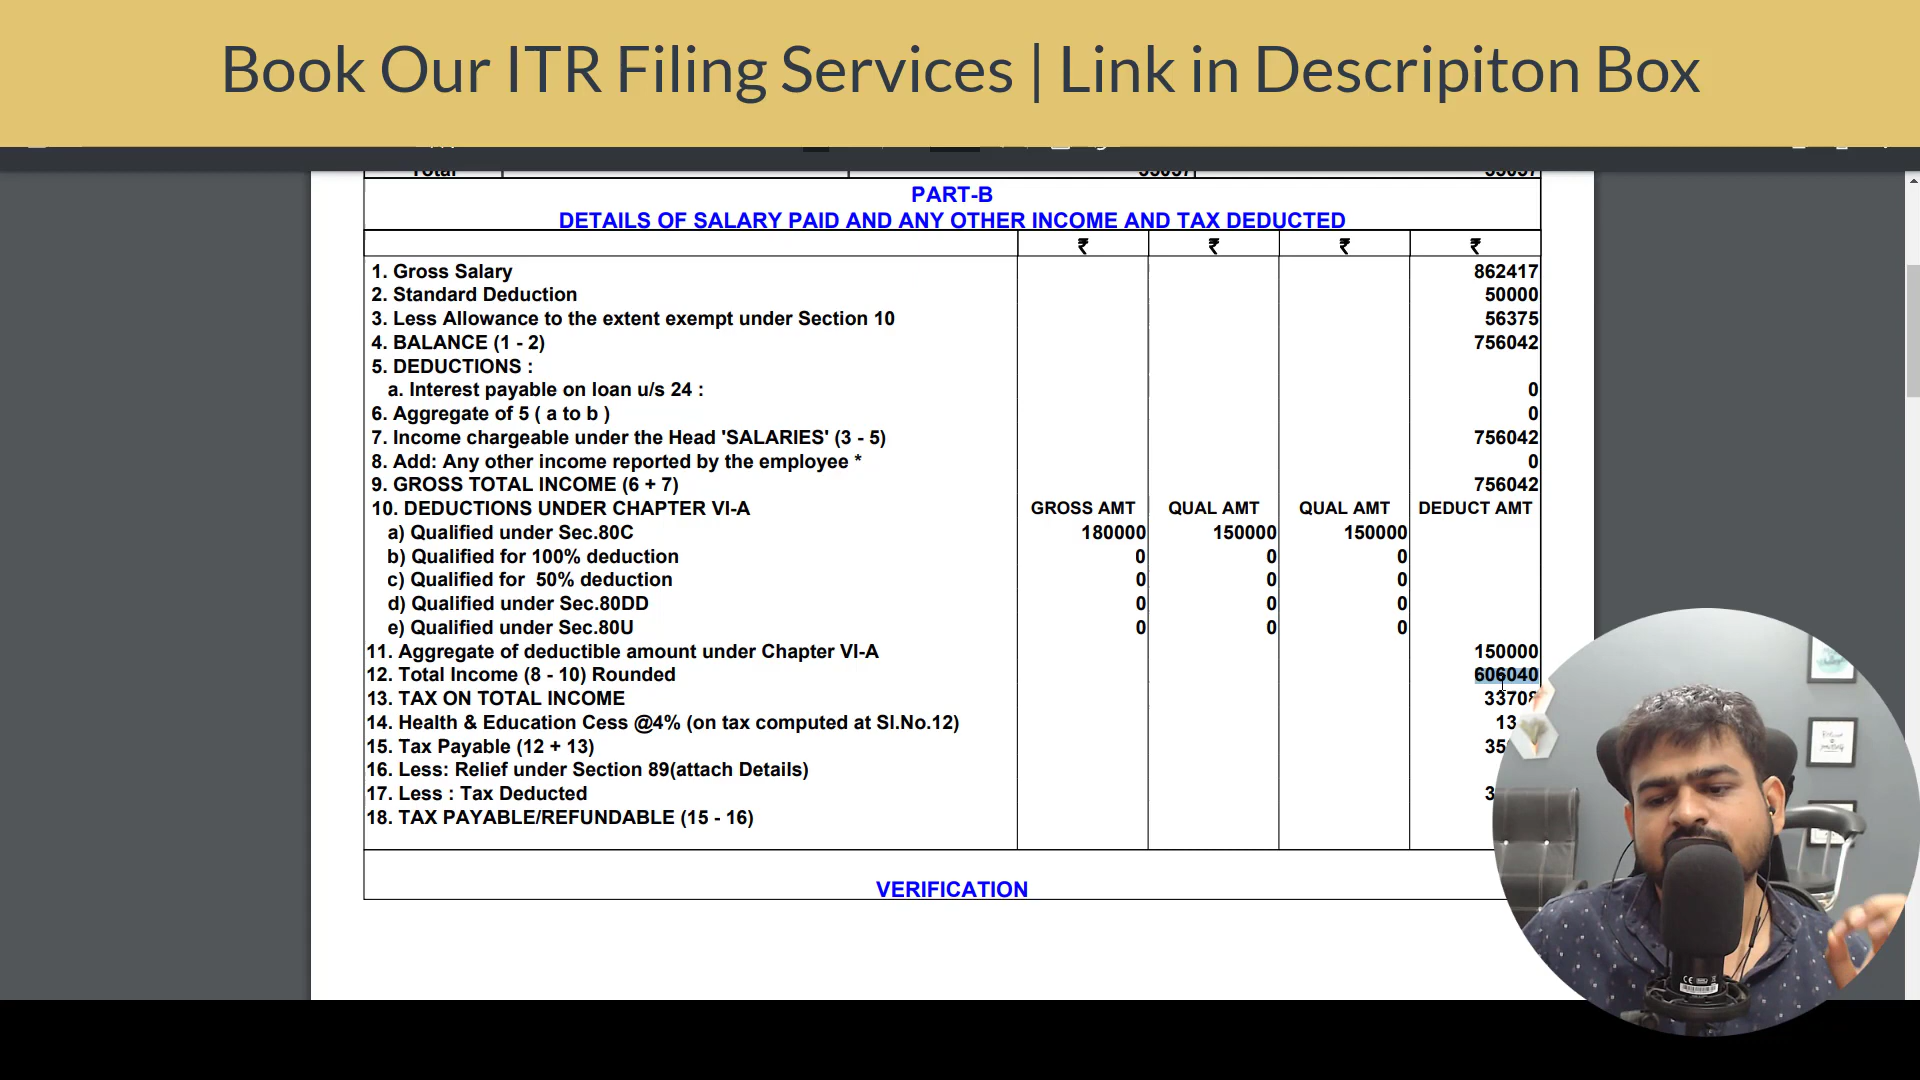 Book Our ITR Filing Services | Link in Descripiton Box
Total 55057 55057
PART-B
DETAILS OF SALARY PAID AND ANY OTHER INCOME AND TAX DEDUCTED
₹ ₹ ₹ ₹
1. Gross Salary 862417
2. Standard Deduction 50000
3. Less Allowance to the extent exempt under Section 10 56375
4. BALANCE (1 - 2) 756042
5. DEDUCTIONS :
a. Interest payable on loan u/s 24 : 0
6. Aggregate of 5 ( a to b ) 0
7. Income chargeable under the Head 'SALARIES' (3 - 5) 756042
8. Add: Any other income reported by the employee * 0
9. GROSS TOTAL INCOME (6 + 7) 756042
10. DEDUCTIONS UNDER CHAPTER VI-A GROSS AMT QUAL AMT QUAL AMT DEDUCT AMT
a) Qualified under Sec.80C 180000 150000 150000
b) Qualified for 100% deduction 0 0 0
c) Qualified for 50% deduction 0 0 0
d) Qualified under Sec.80DD 0 0 0
e) Qualified under Sec.80U 0 0 0
11. Aggregate of deductible amount under Chapter VI-A 150000
12. Total Income (8 - 10) Rounded 606040
13. TAX ON TOTAL INCOME 33708
14. Health & Education Cess @4% (on tax computed at Sl.No.12) 13
15. Tax Payable (12 + 13) 35
16. Less: Relief under Section 89(attach Details)
17. Less : Tax Deducted 3
18. TAX PAYABLE/REFUNDABLE (15 - 16)
VERIFICATION